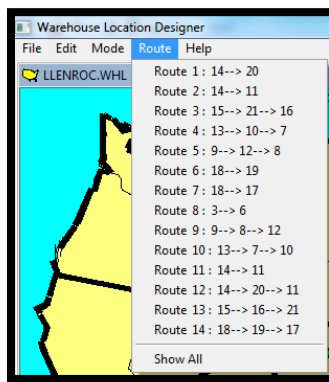 Warehouse Location Designer
File Edit Mode Route Help
LLENROC.WHL
Route 1 : 14--> 20
Route 2 : 14--> 11
Route 3 : 15--> 21--> 16
Route 4 : 13--> 10--> 7
Route 5 : 9--> 12--> 8
Route 6 : 18--> 19
Route 7 : 18--> 17
Route 8 : 3--> 6
Route 9 : 9--> 8--> 12
Route 10 : 13--> 7--> 10
Route 11 : 14--> 11
Route 12 : 14--> 20--> 11
Route 13 : 15--> 16--> 21
Route 14 : 18--> 19--> 17
Show All